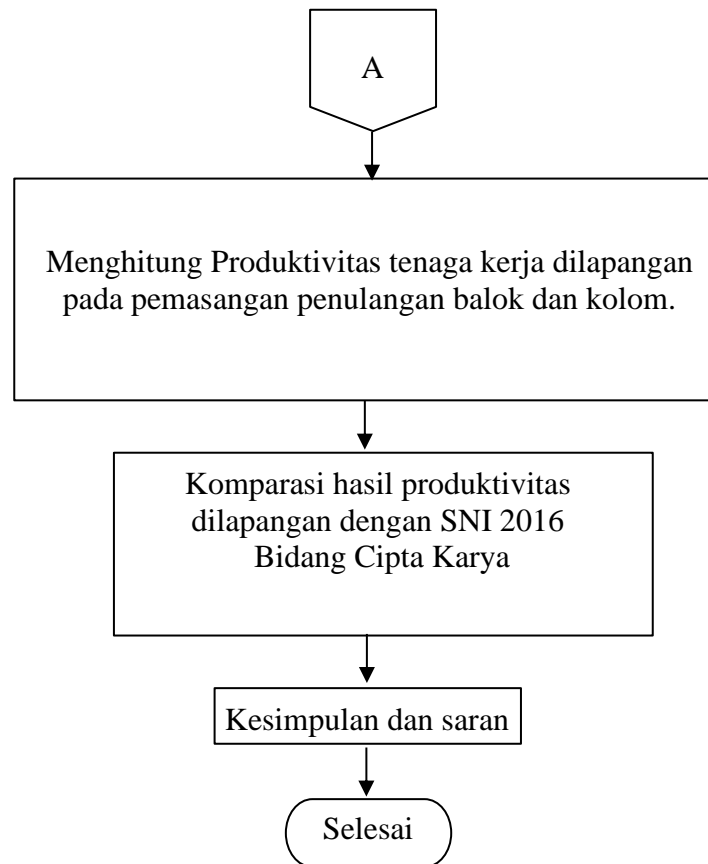 A
Menghitung Produktivitas tenaga kerja dilapangan
pada pemasangan penulangan balok dan kolom.
Komparasi hasil produktivitas
dilapangan dengan SNI 2016
Bidang Cipta Karya
Kesimpulan dan saran
Selesai